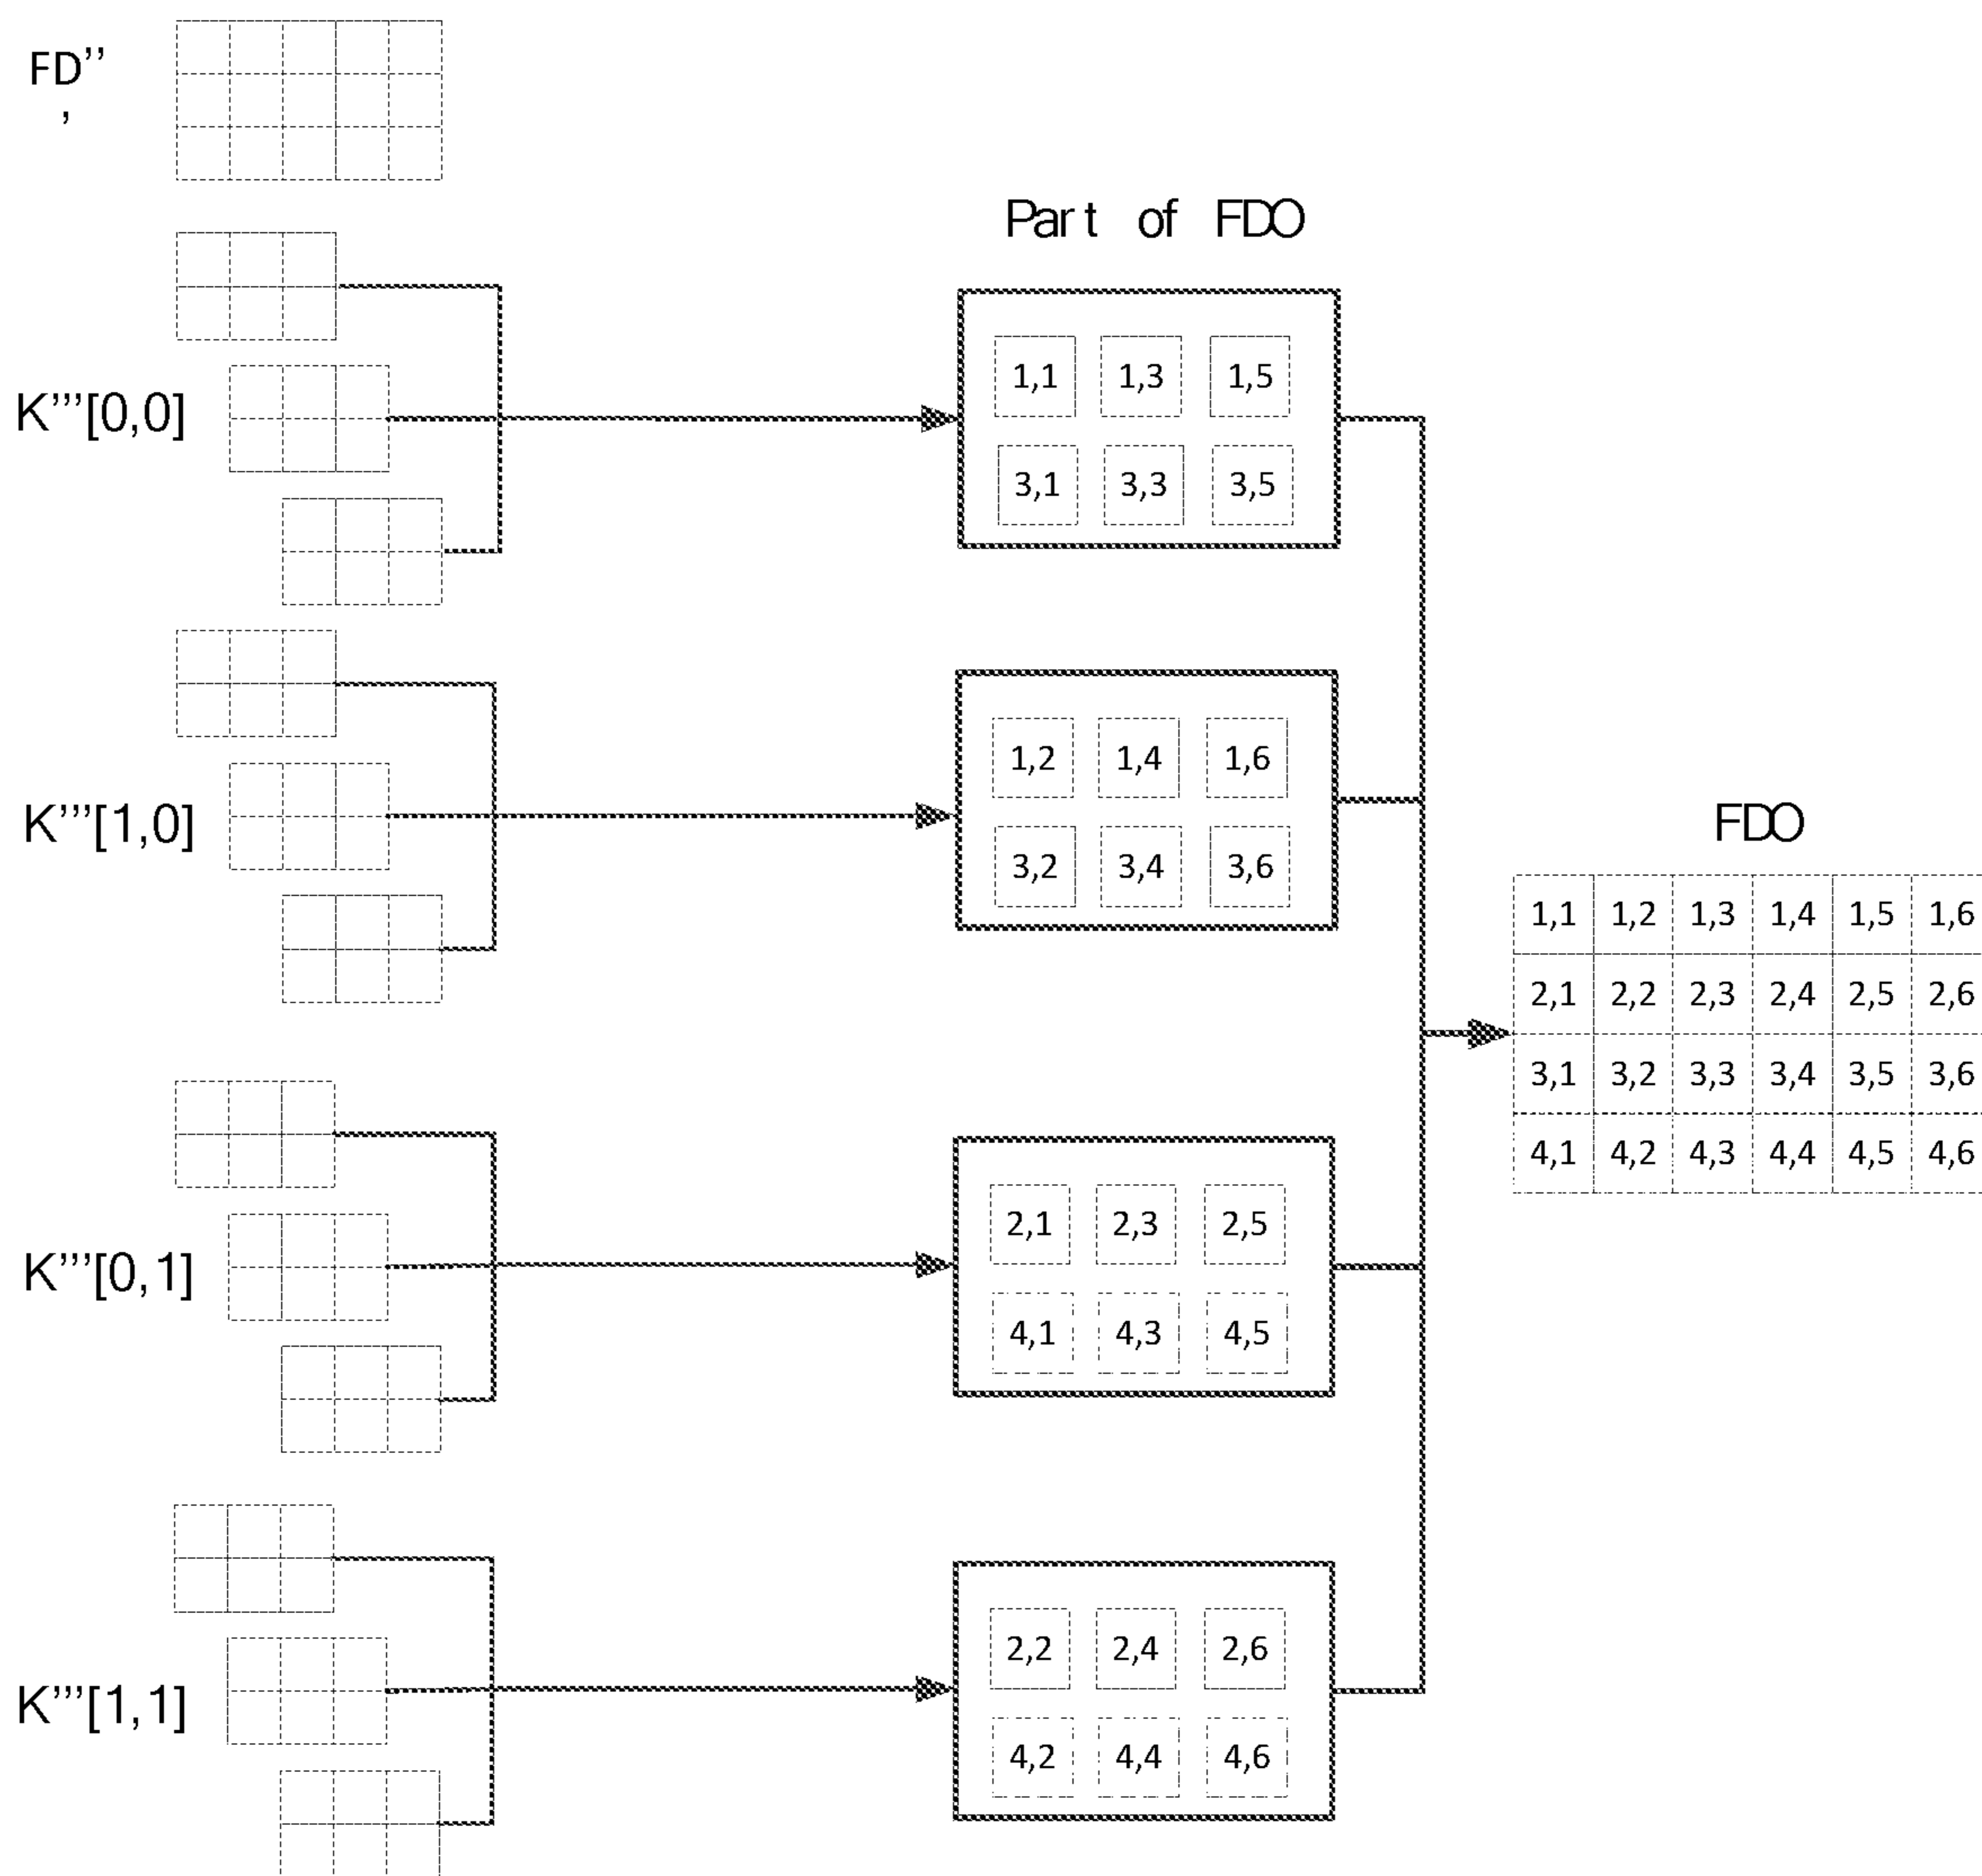 FD’’
’
Part of FDO
K’’’[0,0]
1,1 1,3 1,5
3,1 3,3 3,5
K’’’[1,0]
1,2 1,4 1,6
3,2 3,4 3,6
FDO
1,1 1,2 1,3 1,4 1,5 1,6
2,1 2,2 2,3 2,4 2,5 2,6
3,1 3,2 3,3 3,4 3,5 3,6
4,1 4,2 4,3 4,4 4,5 4,6
K’’’[0,1]
2,1 2,3 2,5
4,1 4,3 4,5
K’’’[1,1]
2,2 2,4 2,6
4,2 4,4 4,6